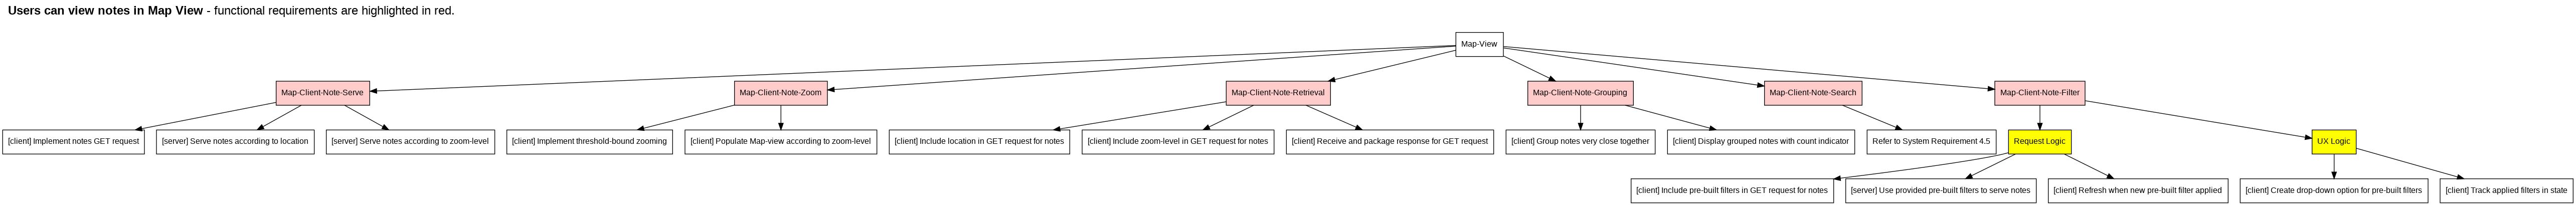 Users can view notes in Map View - functional requirements are highlighted in red.
Map-View
Map-Client-Note-Serve
Map-Client-Note-Zoom
Map-Client-Note-Retrieval
Map-Client-Note-Grouping
Map-Client-Note-Search
Map-Client-Note-Filter
[client] Implement notes GET request
[server] Serve notes according to location
[server] Serve notes according to zoom-level
[client] Implement threshold-bound zooming
[client] Populate Map-view according to zoom-level
[client] Include location in GET request for notes
[client] Include zoom-level in GET request for notes
[client] Receive and package response for GET request
[client] Group notes very close together
[client] Display grouped notes with count indicator
Refer to System Requirement 4.5
Request Logic
UX Logic
[client] Include pre-built filters in GET request for notes
[server] Use provided pre-built filters to serve notes
[client] Refresh when new pre-built filter applied
[client] Create drop-down option for pre-built filters
[client] Track applied filters in state